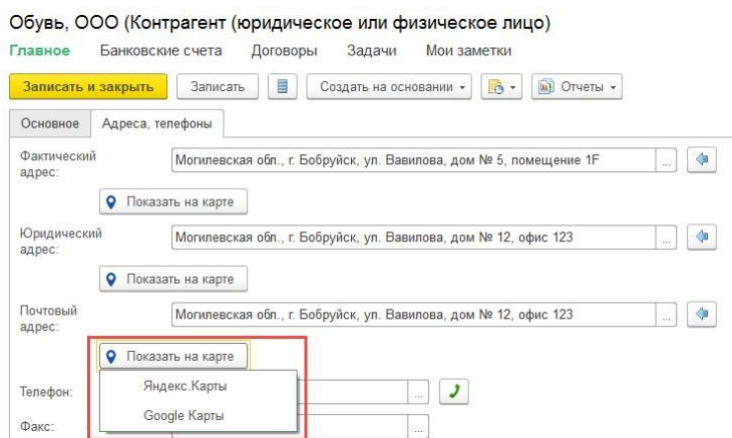 Обувь, ООО (Контрагент (юридическое или физическое лицо)
Главное Банковские счета Договоры Задачи Мои заметки
Записать и закрыть Записать Создать на основании Отчеты
Основное Адреса, телефоны
Фактический адрес: Могилевская обл., г. Бобруйск, ул. Вавилова, дом № 5, помещение 1F ...
Показать на карте
Юридический адрес: Могилевская обл., г. Бобруйск, ул. Вавилова, дом № 12, офис 123 ...
Показать на карте
Почтовый адрес: Могилевская обл., г. Бобруйск, ул. Вавилова, дом № 12, офис 123 ...
Показать на карте
Яндекс.Карты
Телефон: ...
Google Карты
Факс: ...